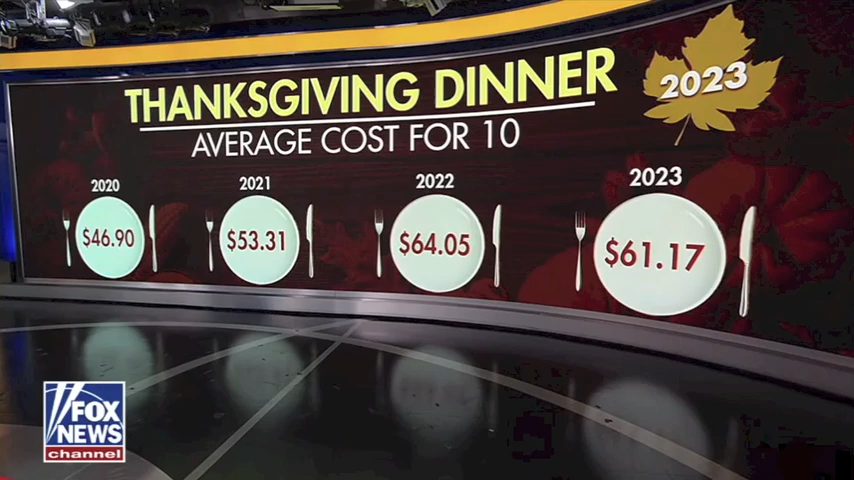 THANKSGIVING DINNER
AVERAGE COST FOR 10
2023
2020
$46.90
2021
$53.31
2022
$64.05
2023
$61.17
FOX
NEWS
channel